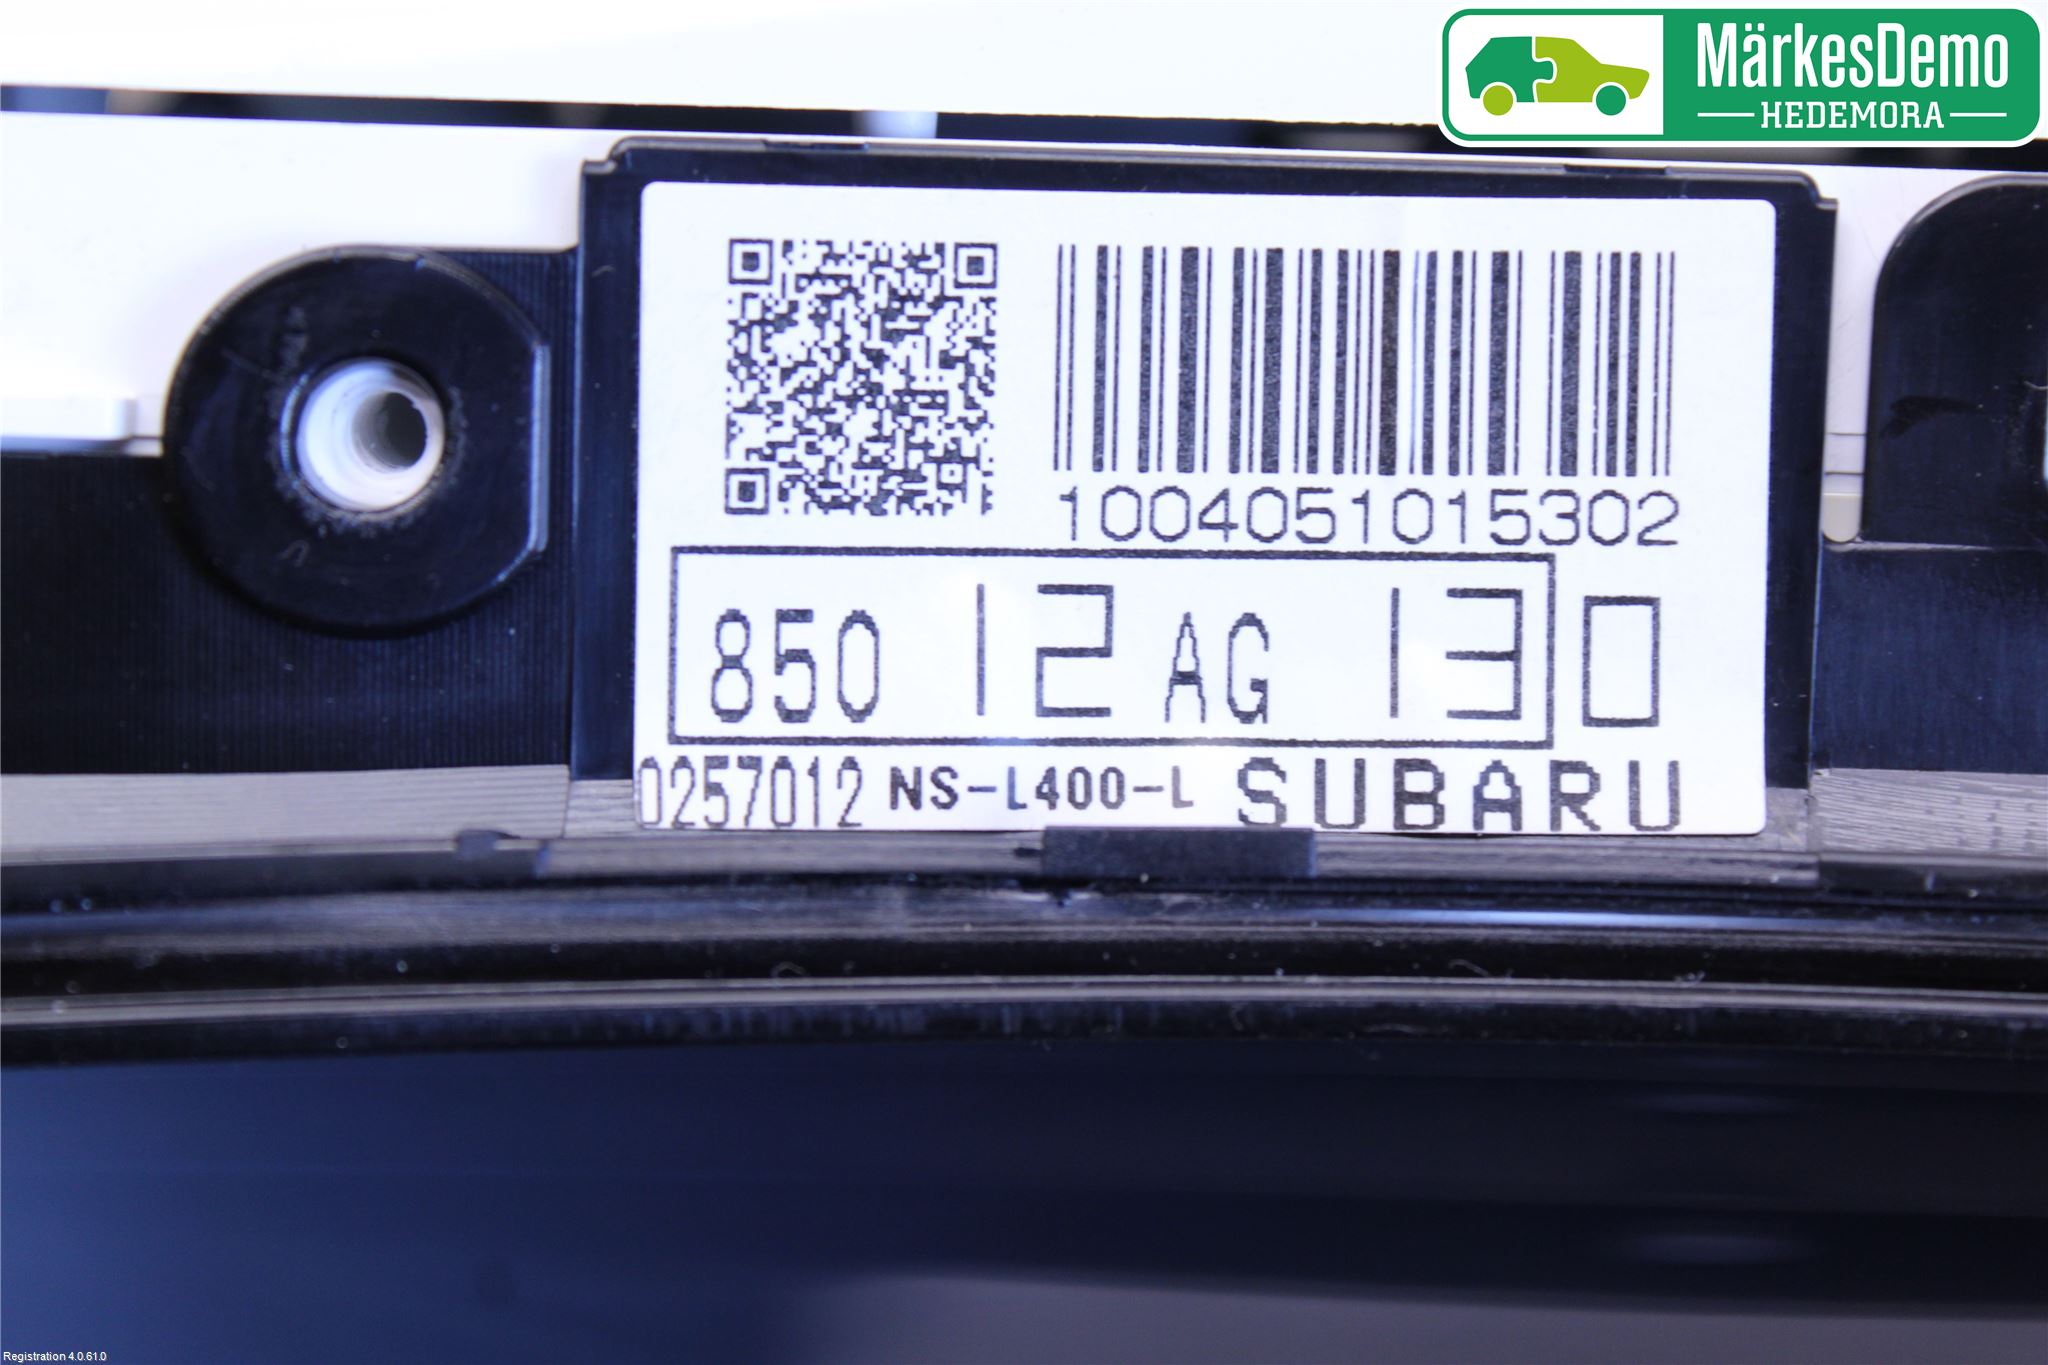 MärkesDemo
HEDEMORA
1004051015302
850 12 AG 130
0257012 NS-L400-L SUBARU
Registration 4.0.61.0